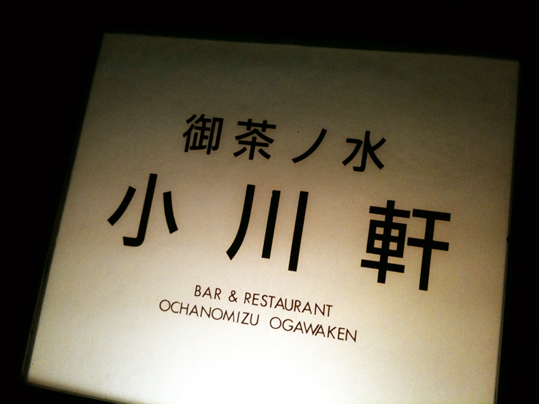 御茶ノ水
小川軒
BAR & RESTAURANT
OCHANOMIZU OGAWAKEN